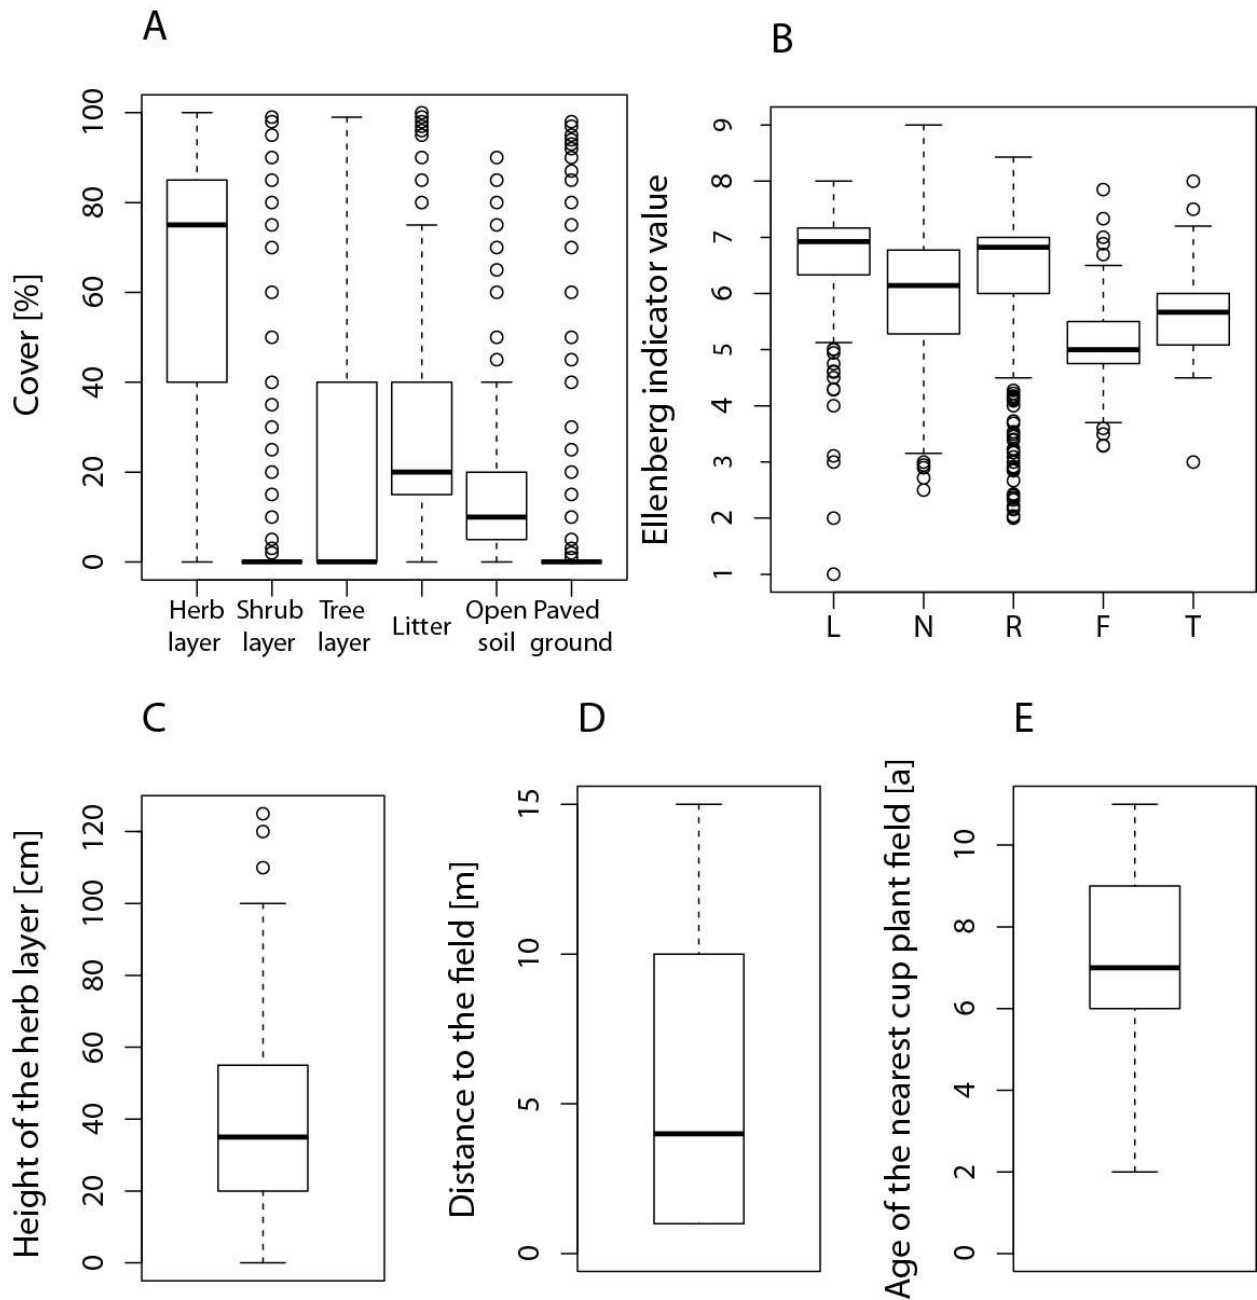 A
B
Cover [%]
100
80
60
40
20
0
Herb
layer
Shrub
layer
Tree
layer
Litter
Open
soil
Paved
ground
Ellenberg indicator value
9
8
7
6
5
4
3
2
1
L
N
R
F
T
C
D
E
Height of the herb layer [cm]
120
100
80
60
40
20
0
Distance to the field [m]
15
10
5
0
Age of the nearest cup plant field [a]
10
8
6
4
2
0